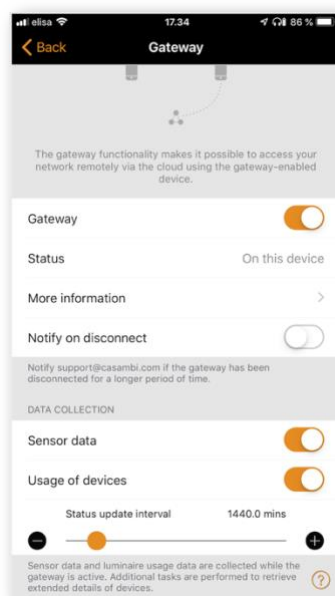 elisa 17.34 86 %
Back Gateway
The gateway functionality makes it possible to access your
network remotely via the cloud using the gateway-enabled
device.
Gateway
Status On this device
More information
Notify on disconnect
Notify support@casambi.com if the gateway has been
disconnected for a longer period of time.
DATA COLLECTION
Sensor data
Usage of devices
Status update interval 1440.0 mins
Sensor data and luminaire usage data are collected while the
gateway is active. Additional tasks are performed to retrieve
extended details of devices.
?